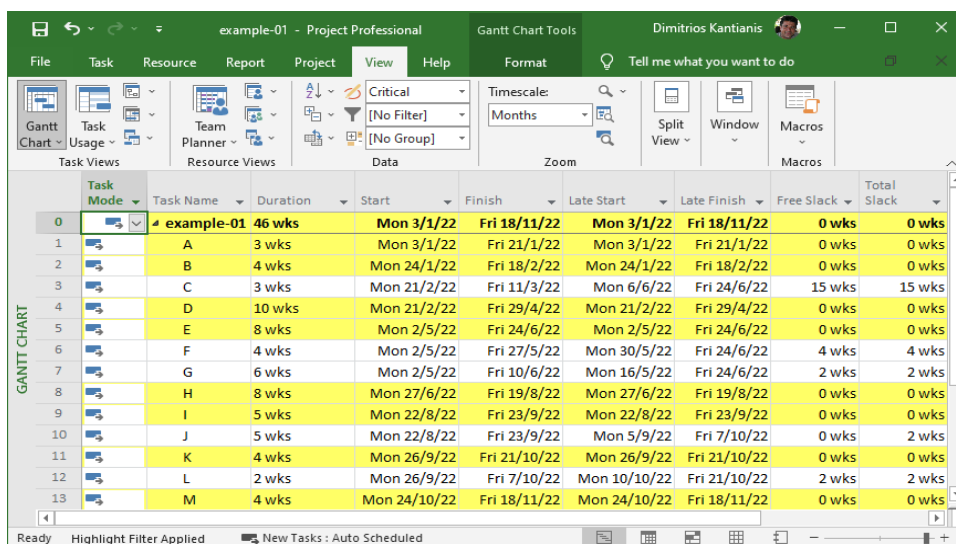 example-01 - Project Professional
Gantt Chart Tools
Dimitrios Kantianis
File Task Resource Report Project View Help Format Tell me what you want to do
Gantt Chart
Task Usage
Task Views
Team Planner
Resource Views
Critical
[No Filter]
[No Group]
Data
Timescale:
Months
Zoom
Split View
Window
Macros
Macros
Task Mode Task Name Duration Start Finish Late Start Late Finish Free Slack Total Slack
0 example-01 46 wks Mon 3/1/22 Fri 18/11/22 Mon 3/1/22 Fri 18/11/22 0 wks 0 wks
1 A 3 wks Mon 3/1/22 Fri 21/1/22 Mon 3/1/22 Fri 21/1/22 0 wks 0 wks
2 B 4 wks Mon 24/1/22 Fri 18/2/22 Mon 24/1/22 Fri 18/2/22 0 wks 0 wks
3 C 3 wks Mon 21/2/22 Fri 11/3/22 Mon 6/6/22 Fri 24/6/22 15 wks 15 wks
4 D 10 wks Mon 21/2/22 Fri 29/4/22 Mon 21/2/22 Fri 29/4/22 0 wks 0 wks
5 E 8 wks Mon 2/5/22 Fri 24/6/22 Mon 2/5/22 Fri 24/6/22 0 wks 0 wks
6 F 4 wks Mon 2/5/22 Fri 27/5/22 Mon 30/5/22 Fri 24/6/22 4 wks 4 wks
7 G 6 wks Mon 2/5/22 Fri 10/6/22 Mon 16/5/22 Fri 24/6/22 2 wks 2 wks
8 H 8 wks Mon 27/6/22 Fri 19/8/22 Mon 27/6/22 Fri 19/8/22 0 wks 0 wks
9 I 5 wks Mon 22/8/22 Fri 23/9/22 Mon 22/8/22 Fri 23/9/22 0 wks 0 wks
10 J 5 wks Mon 22/8/22 Fri 23/9/22 Mon 5/9/22 Fri 7/10/22 0 wks 2 wks
11 K 4 wks Mon 26/9/22 Fri 21/10/22 Mon 26/9/22 Fri 21/10/22 0 wks 0 wks
12 L 2 wks Mon 26/9/22 Fri 7/10/22 Mon 10/10/22 Fri 21/10/22 2 wks 2 wks
13 M 4 wks Mon 24/10/22 Fri 18/11/22 Mon 24/10/22 Fri 18/11/22 0 wks 0 wks
GANTT CHART
Ready Highlight Filter Applied New Tasks : Auto Scheduled